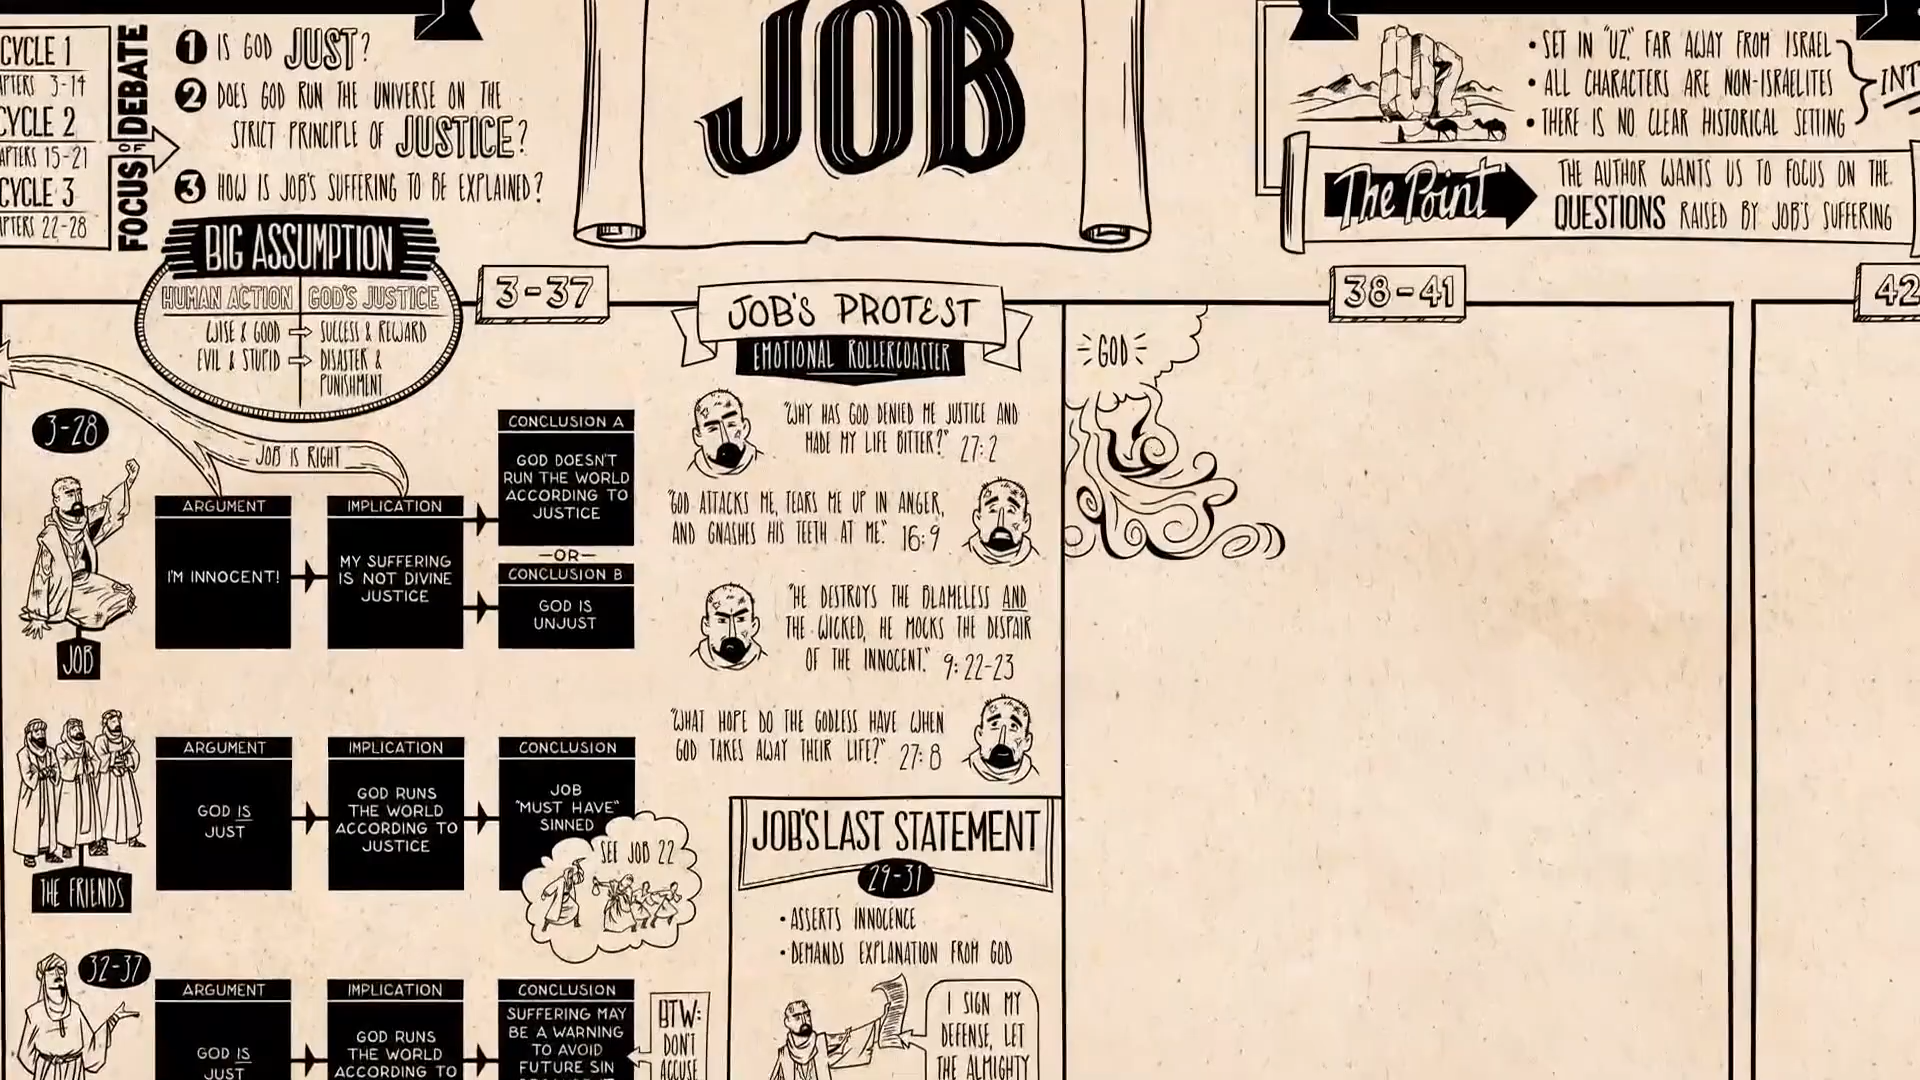 CYCLE 1
3-14
CYCLE 2
15-21
CYCLE 3
22-28
FOCUS OF DEBATE
1 IS GOD JUST?
2 DOES GOD RUN THE UNIVERSE ON THE
STRICT PRINCIPLE OF JUSTICE?
3 HOW IS JOB'S SUFFERING TO BE EXPLAINED?
JOB
• SET IN "UZ," FAR AWAY FROM ISRAEL
• ALL CHARACTERS ARE NON-ISRAELITES
• THERE IS NO CLEAR HISTORICAL SETTING
The Point
THE AUTHOR WANTS US TO FOCUS ON THE
QUESTIONS RAISED BY JOB'S SUFFERING
BIG ASSUMPTION
HUMAN ACTION GOD'S JUSTICE
WISE & GOOD SUCCESS & REWARD
EVIL & STUPID DISASTER &
PUNISHMENT
3-37
JOB'S PROTEST
EMOTIONAL ROLLERCOASTER
"WHY HAS GOD DENIED ME JUSTICE AND
MADE MY LIFE BITTER?" 27:2
"GOD ATTACKS ME, TEARS ME UP IN ANGER,
AND GNASHES HIS TEETH AT ME." 16:9
"HE DESTROYS THE BLAMELESS AND
THE WICKED, HE MOCKS THE DESPAIR
OF THE INNOCENT." 9:22-23
"WHAT HOPE DO THE GODLESS HAVE WHEN
GOD TAKES AWAY THEIR LIFE?" 27:8
3-28
JOB IS RIGHT
ARGUMENT
I'M INNOCENT!
IMPLICATION
MY SUFFERING
IS NOT DIVINE
JUSTICE
CONCLUSION A
GOD DOESN'T
RUN THE WORLD
ACCORDING TO
JUSTICE
-OR-
CONCLUSION B
GOD IS
UNJUST
JOB
ARGUMENT
GOD IS
JUST
IMPLICATION
GOD RUNS
THE WORLD
ACCORDING TO
JUSTICE
CONCLUSION
JOB
"MUST HAVE"
SINNED
SEE JOB 22
THE FRIENDS
32-37
ARGUMENT
GOD IS
JUST
IMPLICATION
GOD RUNS
THE WORLD
ACCORDING TO
CONCLUSION
SUFFERING MAY
BE A WARNING
TO AVOID
FUTURE SIN
BTW:
DON'T
ACCUSE
JOB'S LAST STATEMENT
29-31
• ASSERTS INNOCENCE
• DEMANDS EXPLANATION FROM GOD
I SIGN MY
DEFENSE, LET
THE ALMIGHTY
38-41
GOD
42